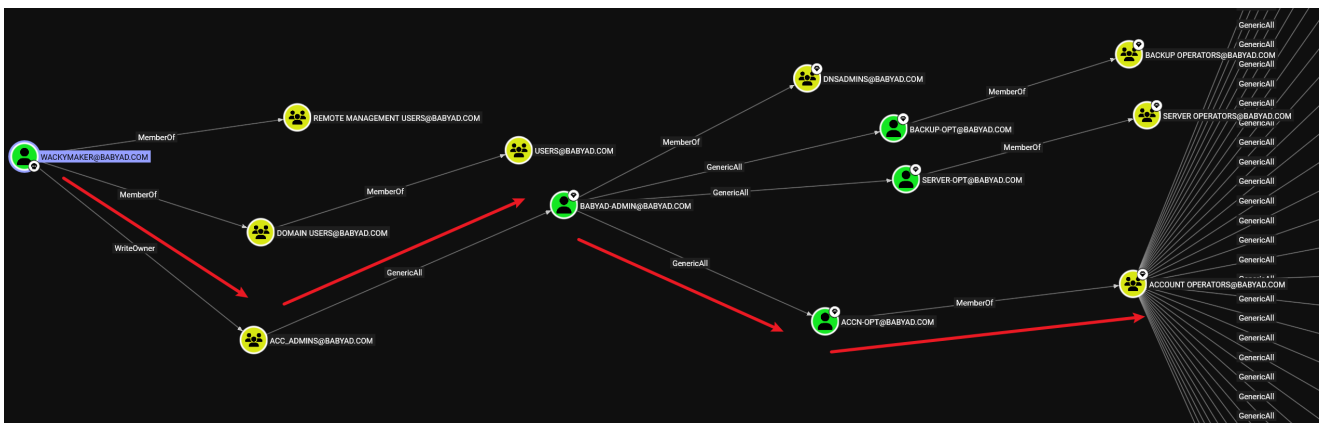 GenericAll
GenericAll
BACKUP OPERATORS@BABYAD.COM
GenericAll
DNSADMINS@BABYAD.COM
MemberOf
GenericAll
REMOTE MANAGEMENT USERS@BABYAD.COM
SERVER OPERATORS@BABYAD.COM
GenericAll
BACKUP-OPT@BABYAD.COM
MemberOf
MemberOf
GenericAll
MemberOf
USERS@BABYAD.COM
WACKYMAKER@BABYAD.COM
GenericAll
GenericAll
SERVER-OPT@BABYAD.COM
MemberOf
MemberOf
GenericAll
GenericAll
BABYAD-ADMIN@BABYAD.COM
GenericAll
DOMAIN USERS@BABYAD.COM
GenericAll
WriteOwner
GenericAll
GenericAll
GenericAll
ACCOUNT OPERATORS@BABYAD.COM
GenericAll
MemberOf
GenericAll
ACCN-OPT@BABYAD.COM
ACC_ADMINS@BABYAD.COM
GenericAll
GenericAll
GenericAll
GenericAll
GenericAll